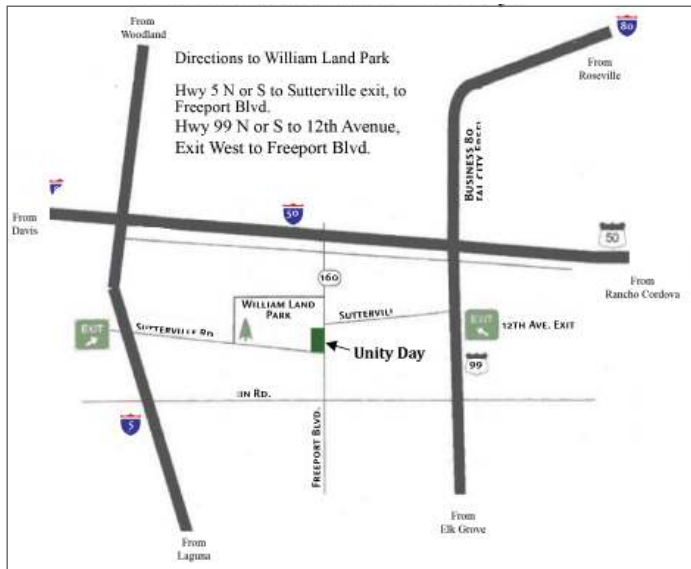 From
Woodland
80
From
Roseville
Directions to William Land Park
Hwy 5 N or S to Sutterville exit, to
Freeport Blvd.
Hwy 99 N or S to 12th Avenue,
Exit West to Freeport Blvd.
BUSINESS 80
From
Davis
50
50
From
Rancho Cordova
160
WILLIAM LAND
PARK
SUTTERVIL
EXIT
SUTTERVILLE RD.
EXIT
12TH AVE. EXIT
Unity Day
99
IN RD.
5
FREEPORT BLVD.
From
Laguna
From
Elk Grove